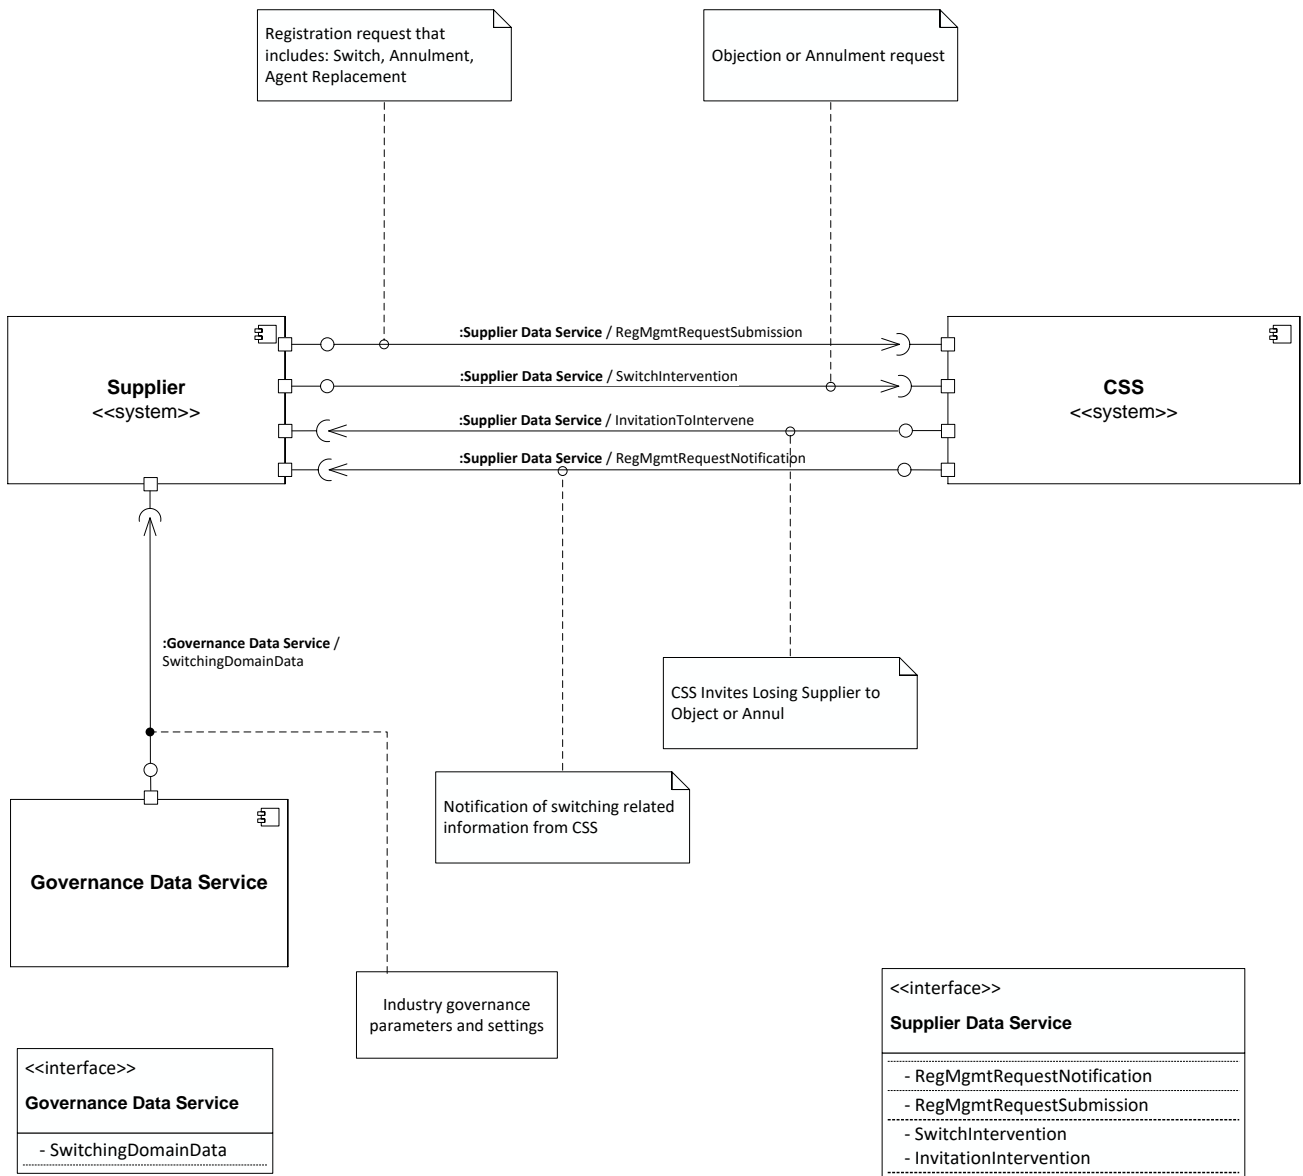 Registration request that
includes: Switch, Annulment,
Agent Replacement
Objection or Annulment request
:Supplier Data Service / RegMgmtRequestSubmission
Supplier
<<system>>
:Supplier Data Service / SwitchIntervention
CSS
<<system>>
:Supplier Data Service / InvitationToIntervene
:Supplier Data Service / RegMgmtRequestNotification
:Governance Data Service /
SwitchingDomainData
CSS Invites Losing Supplier to
Object or Annul
Notification of switching related
information from CSS
Governance Data Service
Industry governance
parameters and settings
<<interface>>
Governance Data Service
- SwitchingDomainData
<<interface>>
Supplier Data Service
- RegMgmtRequestNotification
- RegMgmtRequestSubmission
- SwitchIntervention
- InvitationIntervention